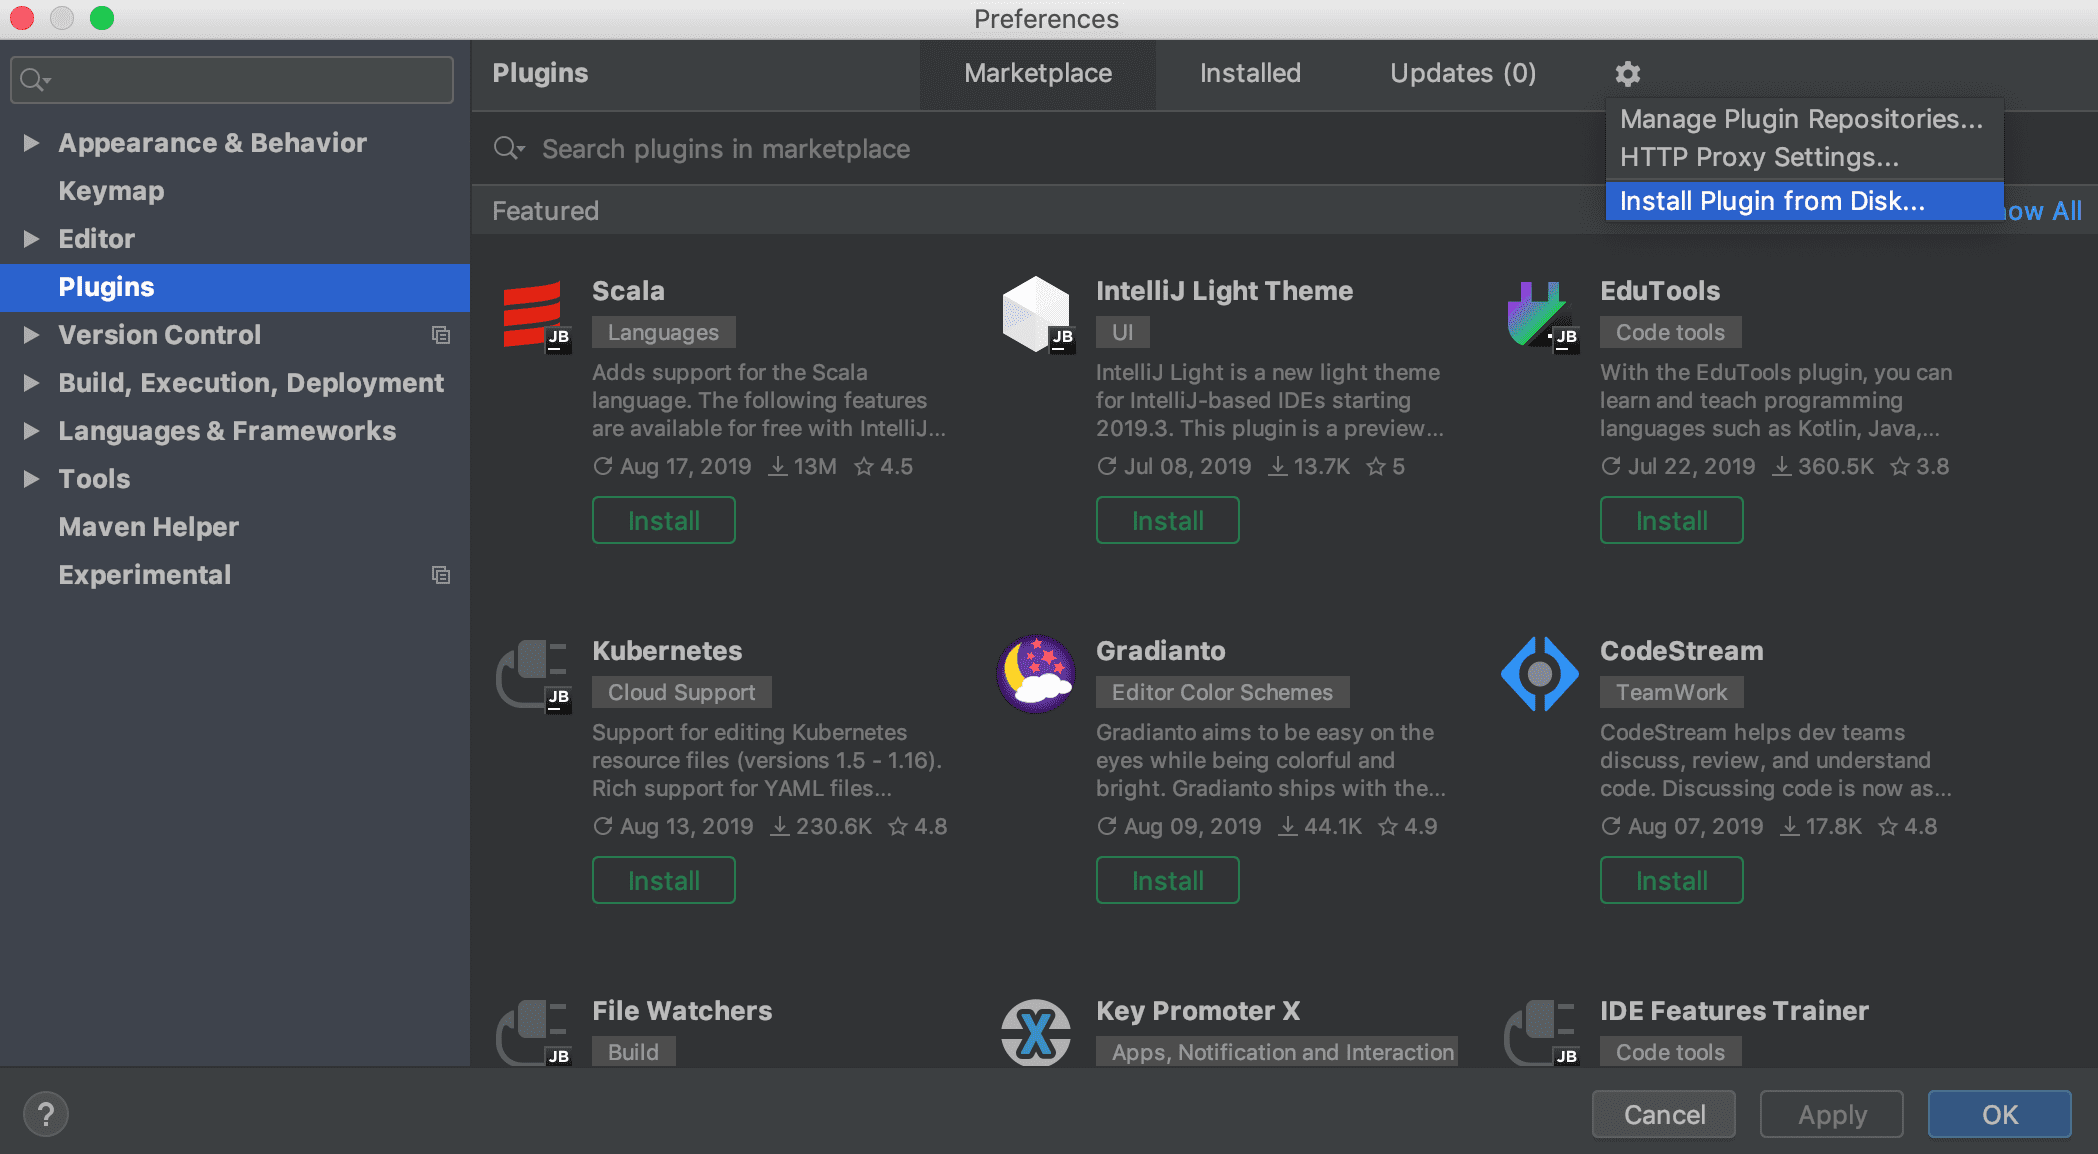 Preferences
Appearance & Behavior
Keymap
Editor
Plugins
Version Control
Build, Execution, Deployment
Languages & Frameworks
Tools
Maven Helper
Experimental
Plugins
Marketplace
Installed
Updates (0)
Manage Plugin Repositories...
HTTP Proxy Settings...
Install Plugin from Disk...
Search plugins in marketplace
Featured
ow All
Scala
JB
Languages
Adds support for the Scala
language. The following features
are available for free with IntelliJ...
Aug 17, 2019 13M 4.5
Install
IntelliJ Light Theme
JB
UI
IntelliJ Light is a new light theme
for IntelliJ-based IDEs starting
2019.3. This plugin is a preview...
Jul 08, 2019 13.7K 5
Install
EduTools
JB
Code tools
With the EduTools plugin, you can
learn and teach programming
languages such as Kotlin, Java,...
Jul 22, 2019 360.5K 3.8
Install
Kubernetes
JB
Cloud Support
Support for editing Kubernetes
resource files (versions 1.5 - 1.16).
Rich support for YAML files...
Aug 13, 2019 230.6K 4.8
Install
Gradianto
Editor Color Schemes
Gradianto aims to be easy on the
eyes while being colorful and
bright. Gradianto ships with the...
Aug 09, 2019 44.1K 4.9
Install
CodeStream
TeamWork
CodeStream helps dev teams
discuss, review, and understand
code. Discussing code is now as...
Aug 07, 2019 17.8K 4.8
Install
File Watchers
JB
Build
Key Promoter X
X
Apps, Notification and Interaction
IDE Features Trainer
JB
Code tools
?
Cancel
Apply
OK